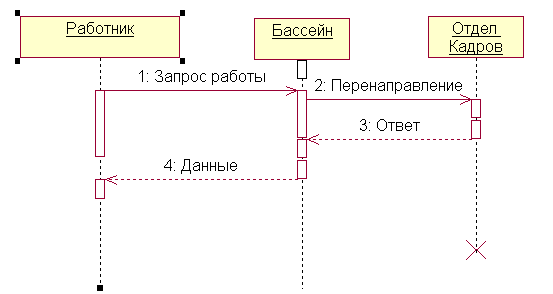 Работник
Бассейн
Отдел
Кадров
1: Запрос работы
2: Перенаправление
3: Ответ
4: Данные